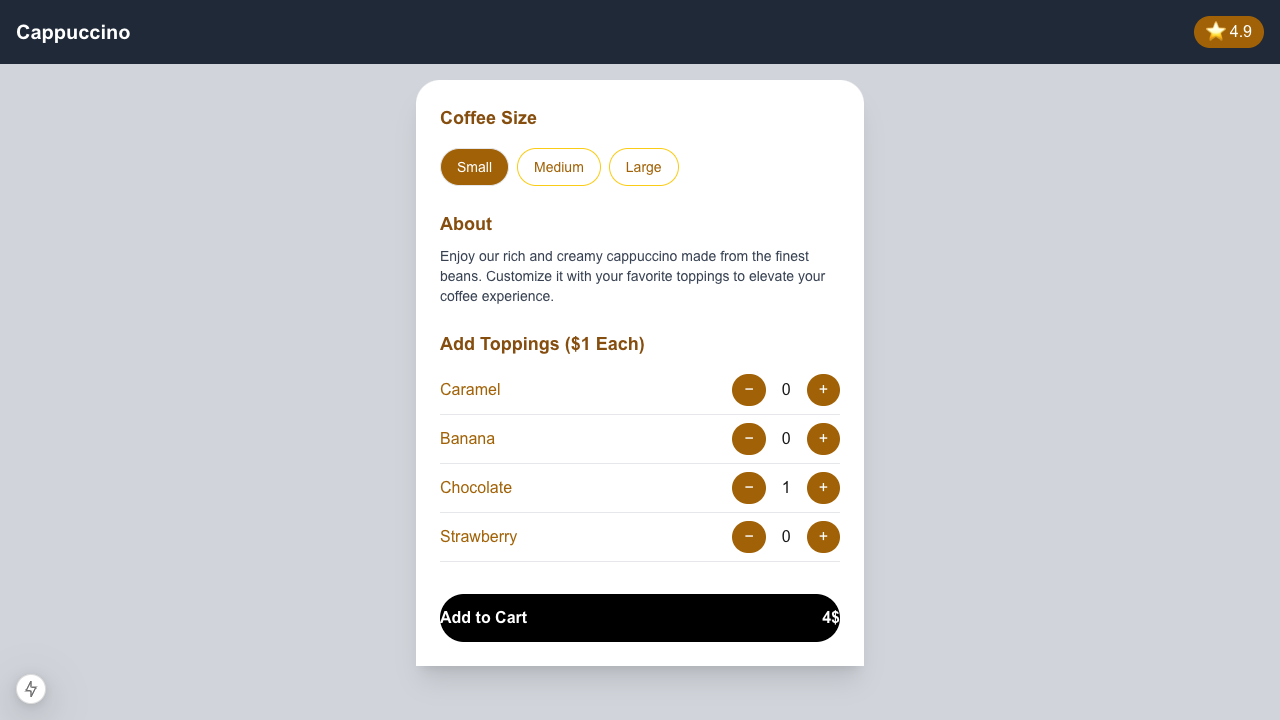 Cappuccino
⭐ 4.9
Coffee Size
Small Medium Large
About
Enjoy our rich and creamy cappuccino made from the finest
beans. Customize it with your favorite toppings to elevate your
coffee experience.
Add Toppings ($1 Each)
Caramel − 0 +
Banana − 0 +
Chocolate − 1 +
Strawberry − 0 +
Add to Cart 4$